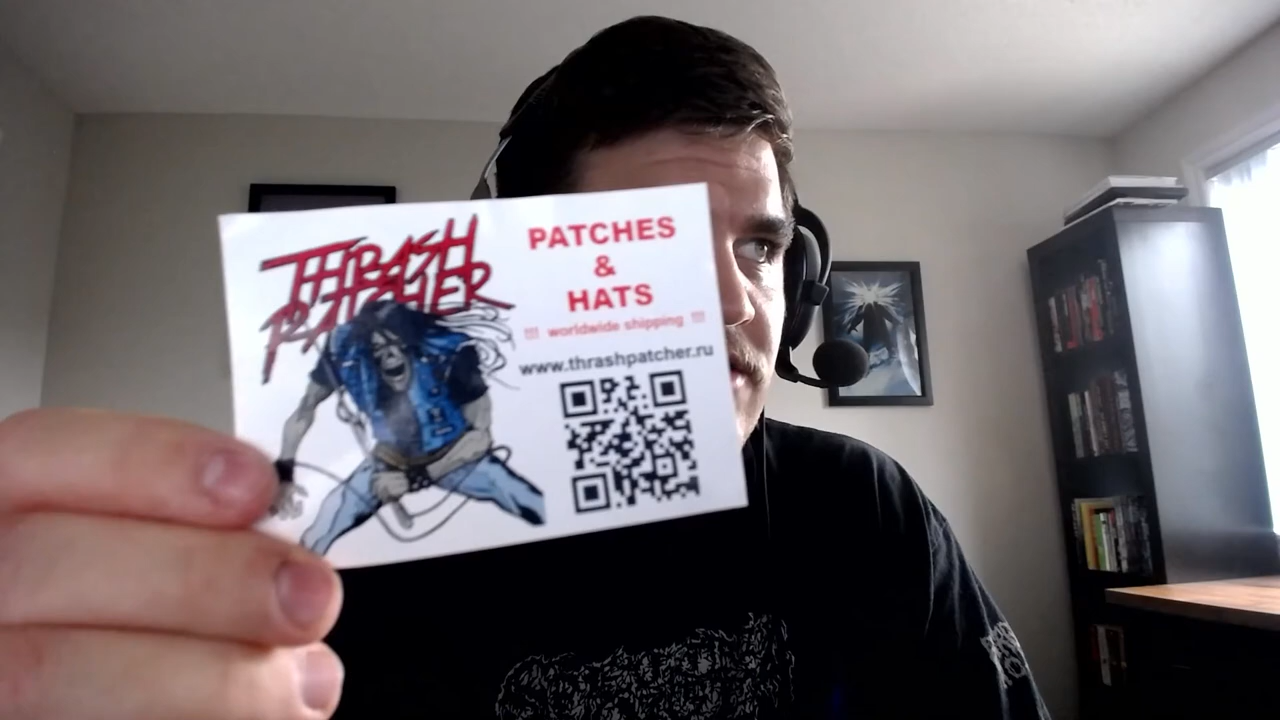 THRASH
PATCHER
PATCHES
&
HATS
!!! worldwide shipping !!!
www.thrashpatcher.ru